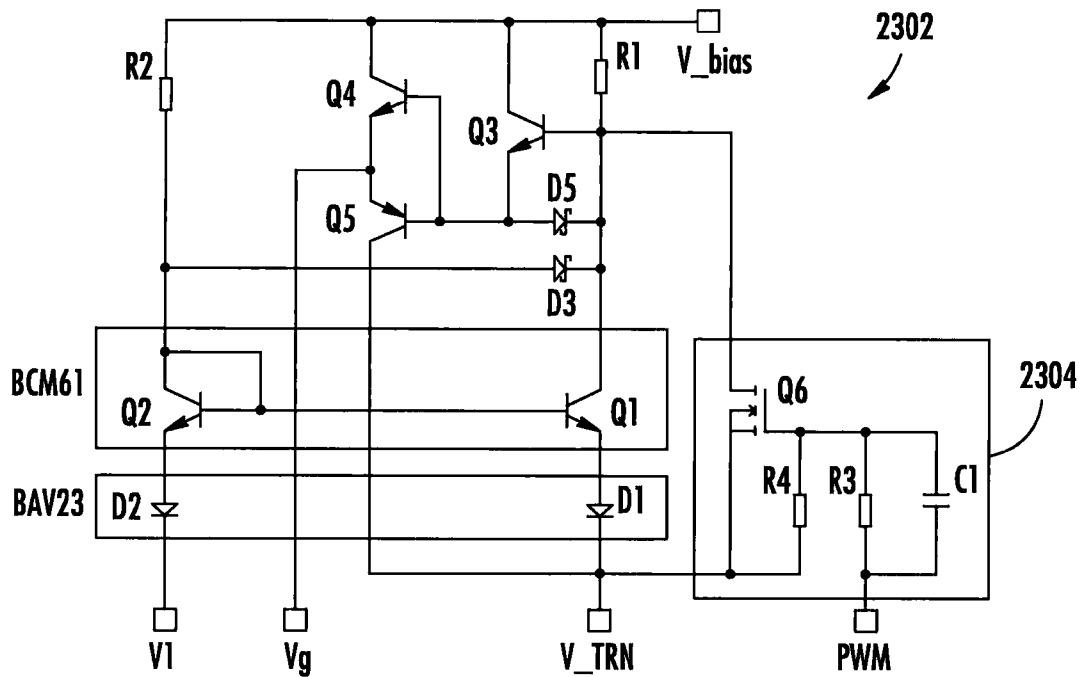 2302
R2
R1
V_bias
Q4
Q3
D5
Q5
D3
BCM61
Q2
Q1
Q6
2304
R4
R3
C1
BAV23
D2
D1
V1
Vg
V_TRN
PWM